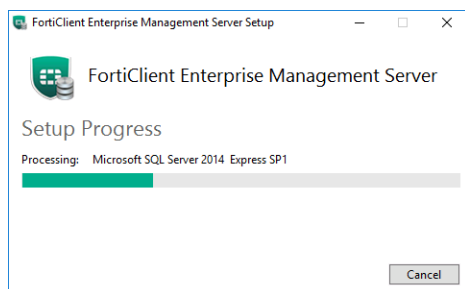 FortiClient Enterprise Management Server Setup
FortiClient Enterprise Management Server
Setup Progress
Processing: Microsoft SQL Server 2014 Express SP1
Cancel